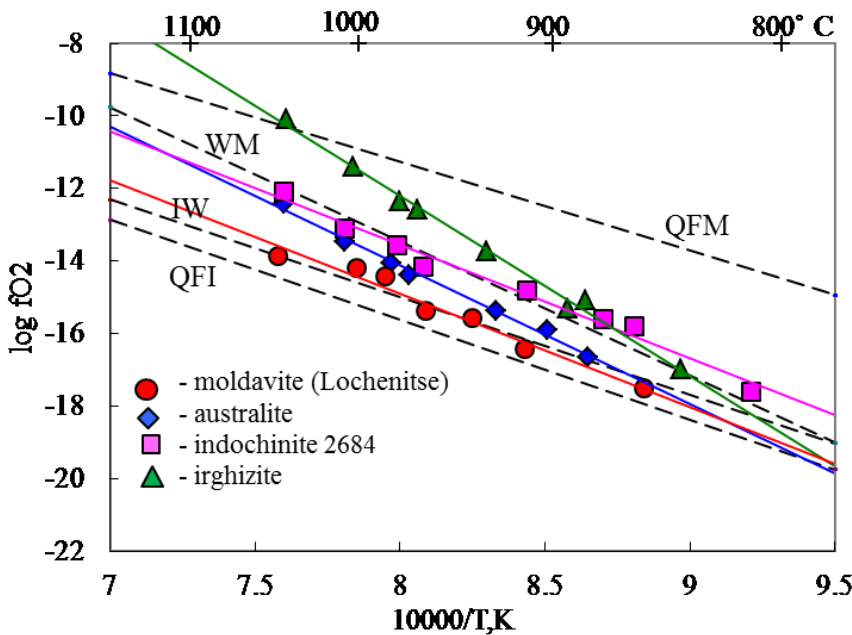 1100 1000 900 800° C
-8
-10
-12
-14
-16
-18
-20
-22
log fO2
WM
IW
QFI
QFM
- moldavite (Lochenitse)
- australite
- indochinite 2684
- irghizite
7 7.5 8 8.5 9 9.5
10000/T,K